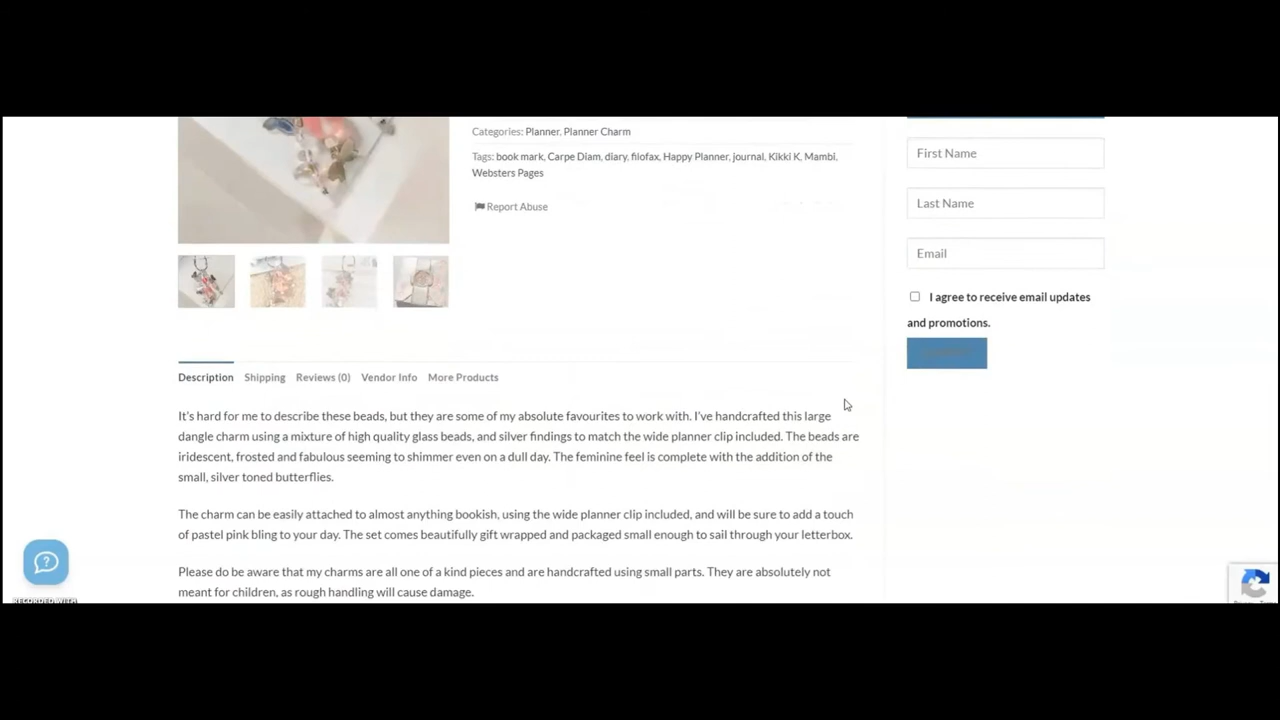 Categories: Planner, Planner Charm
Tags: book mark, Carpe Diam, diary, filofax, Happy Planner, journal, Kikki K, Mambi,
Websters Pages
Report Abuse
First Name
Last Name
Email
I agree to receive email updates
and promotions.
Description Shipping Reviews (0) Vendor Info More Products
It's hard for me to describe these beads, but they are some of my absolute favourites to work with. I've handcrafted this large
dangle charm using a mixture of high quality glass beads, and silver findings to match the wide planner clip included. The beads are
iridescent, frosted and fabulous seeming to shimmer even on a dull day. The feminine feel is complete with the addition of the
small, silver toned butterflies.
The charm can be easily attached to almost anything bookish, using the wide planner clip included, and will be sure to add a touch
of pastel pink bling to your day. The set comes beautifully gift wrapped and packaged small enough to sail through your letterbox.
Please do be aware that my charms are all one of a kind pieces and are handcrafted using small parts. They are absolutely not
meant for children, as rough handling will cause damage.
RECORDED WITH